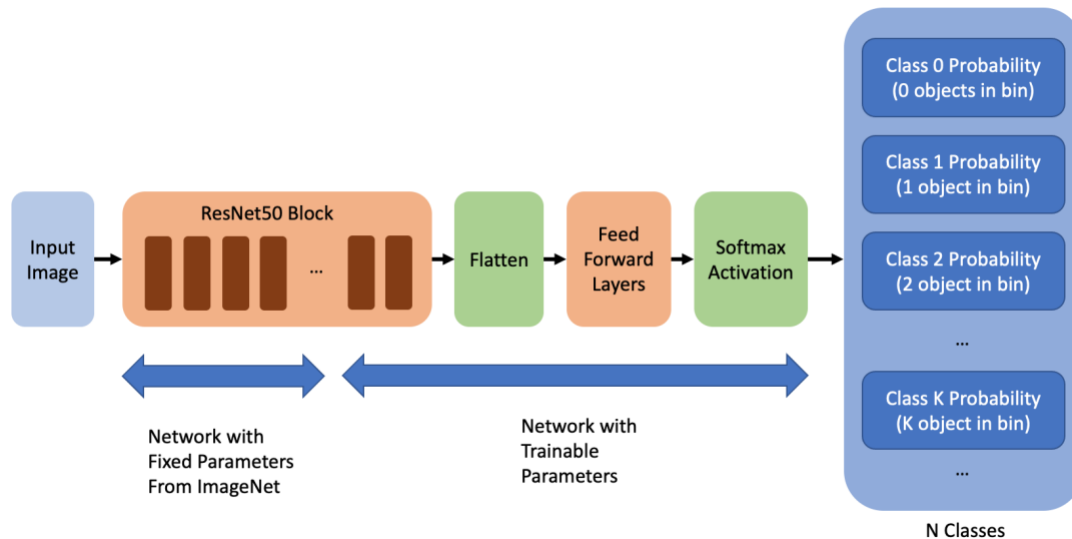 Input
Image
ResNet50 Block
...
Flatten
Feed
Forward
Layers
Softmax
Activation
Class 0 Probability
(0 objects in bin)
Class 1 Probability
(1 object in bin)
Class 2 Probability
(2 object in bin)
...
Class K Probability
(K object in bin)
...
N Classes
Network with
Fixed Parameters
From ImageNet
Network with
Trainable
Parameters